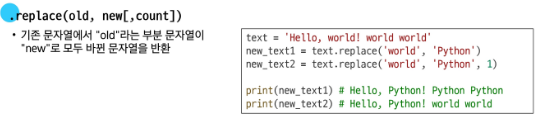 .replace(old, new[,count])
• 기존 문자열에서 "old"라는 부분 문자열이
"new"로 모두 바뀐 문자열을 반환
text = 'Hello, world! world world'
new_text1 = text.replace('world', 'Python')
new_text2 = text.replace('world', 'Python', 1)

print(new_text1) # Hello, Python! Python Python
print(new_text2) # Hello, Python! world world